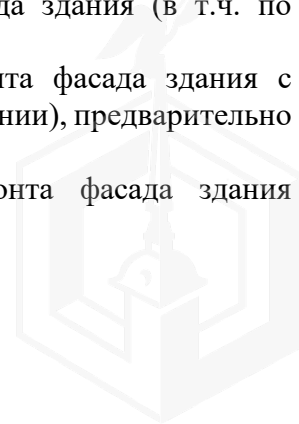 да здания (в т.ч. по
нта фасада здания с
нии), предварительно
онта фасада здания